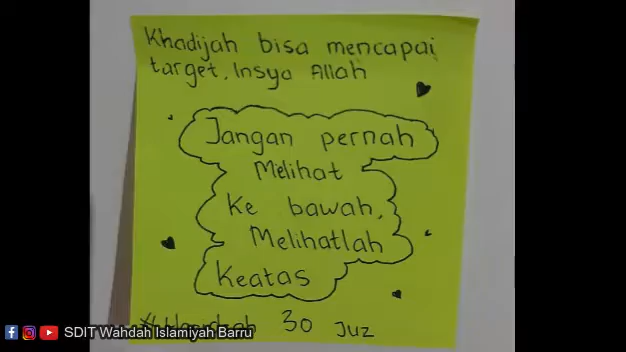 Khadijah bisa mencapai
target, Insya Allah
Jangan pernah
Melihat
Ke bawah,
Melihatlah
Keatas
30 Juz
SDIT Wahdah Islamiyah Barru